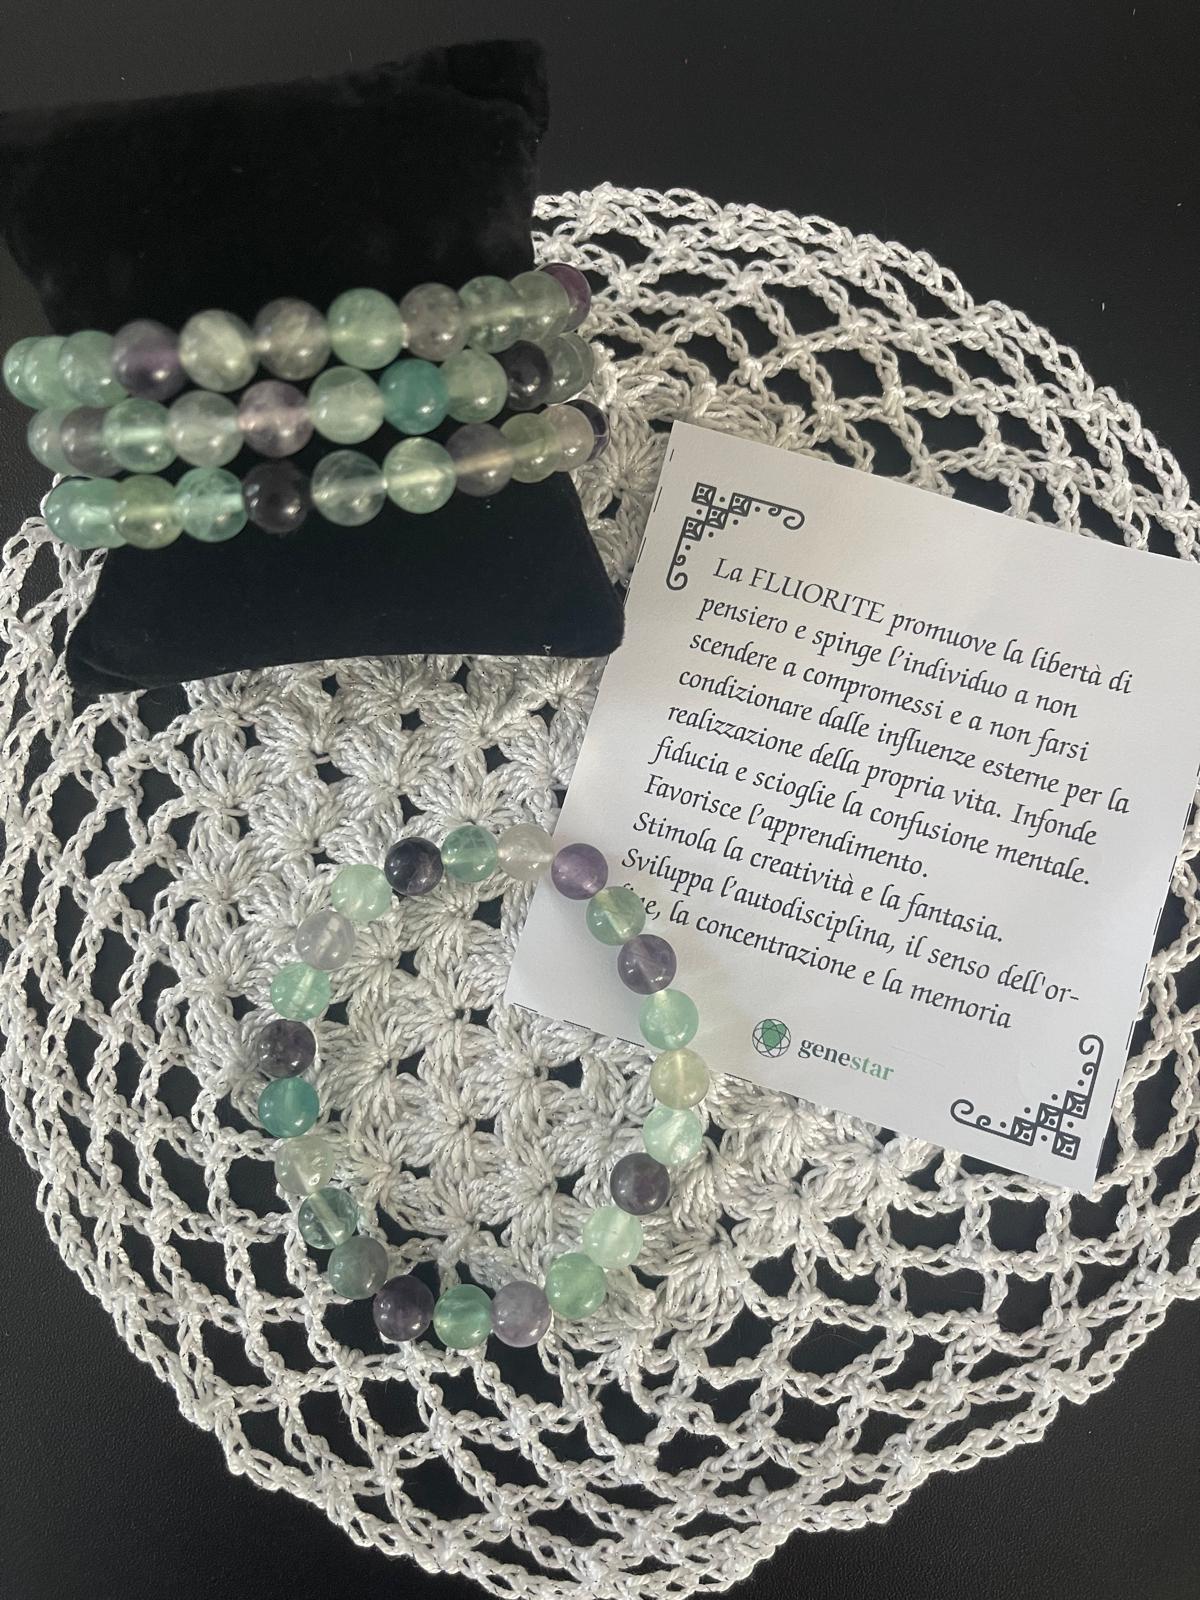 La FLUORITE promuove la libertà di
pensiero e spinge l'individuo a non
scendere a compromessi e a non farsi
condizionare dalle influenze esterne per la
realizzazione della propria vita. Infonde
fiducia e scioglie la confusione mentale.
Favorisce l'apprendimento.
Stimola la creatività e la fantasia.
Sviluppa l'autodisciplina, il senso dell'or-
la concentrazione e la memoria
genestar